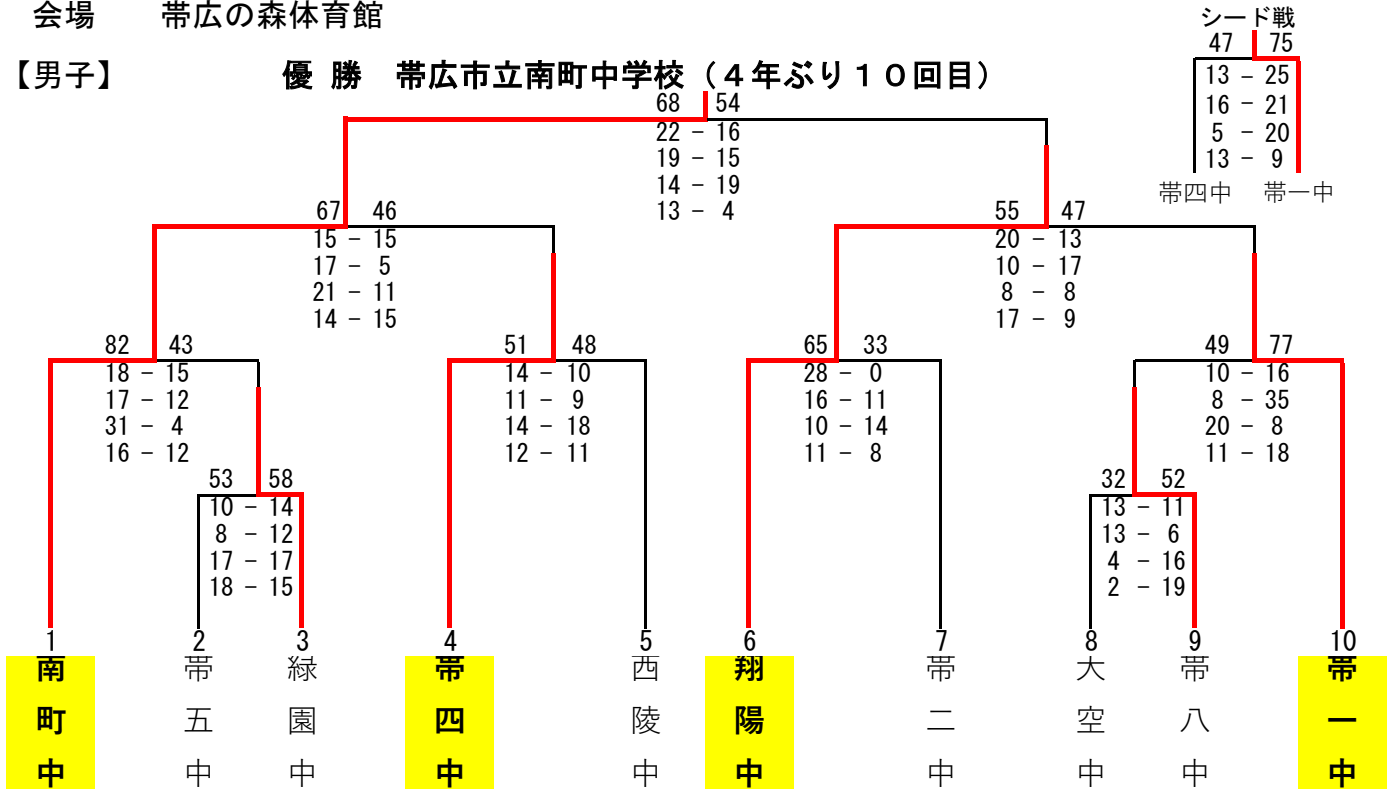 会場　　帯広の森体育館
シード戦
47 75
【男子】　優 勝　帯広市立南町中学校（４年ぶり１０回目）
13 － 25
16 － 21
5 － 20
13 － 9
帯四中 帯一中
68 54
22 － 16
19 － 15
14 － 19
13 － 4
67 46
15 － 15
17 － 5
21 － 11
14 － 15
55 47
20 － 13
10 － 17
8 － 8
17 － 9
82 43
18 － 15
17 － 12
31 － 4
16 － 12
51 48
14 － 10
11 － 9
14 － 18
12 － 11
65 33
28 － 0
16 － 11
10 － 14
11 － 8
49 77
10 － 16
8 － 35
20 － 8
11 － 18
53 58
10 － 14
8 － 12
17 － 17
18 － 15
32 52
13 － 11
13 － 6
4 － 16
2 － 19
1 2 3 4 5 6 7 8 9 10
南町中
帯五中
緑園中
帯四中
西陵中
翔陽中
帯二中
大空中
帯八中
帯一中